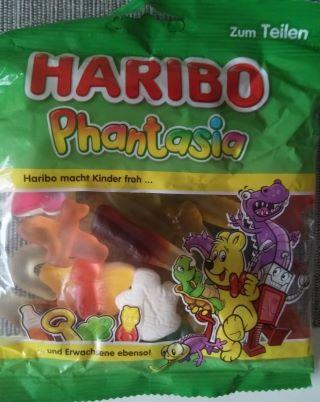 Zum Teilen
HARIBO
Phantasia
Haribo macht Kinder froh ...
und Erwachsene ebenso!